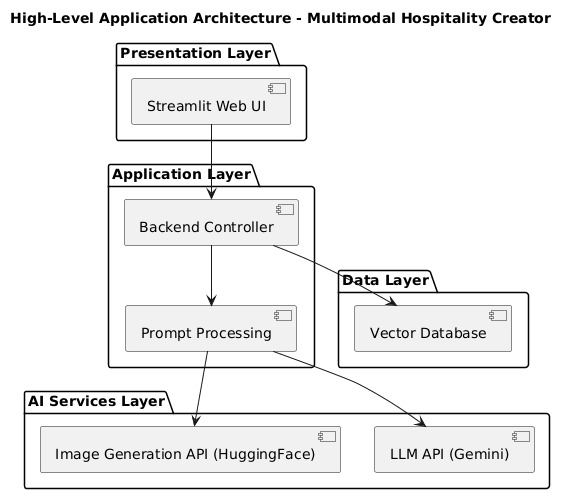 High-Level Application Architecture - Multimodal Hospitality Creator
Presentation Layer
Streamlit Web UI
Application Layer
Backend Controller
Data Layer
Prompt Processing
Vector Database
AI Services Layer
Image Generation API (HuggingFace)
LLM API (Gemini)